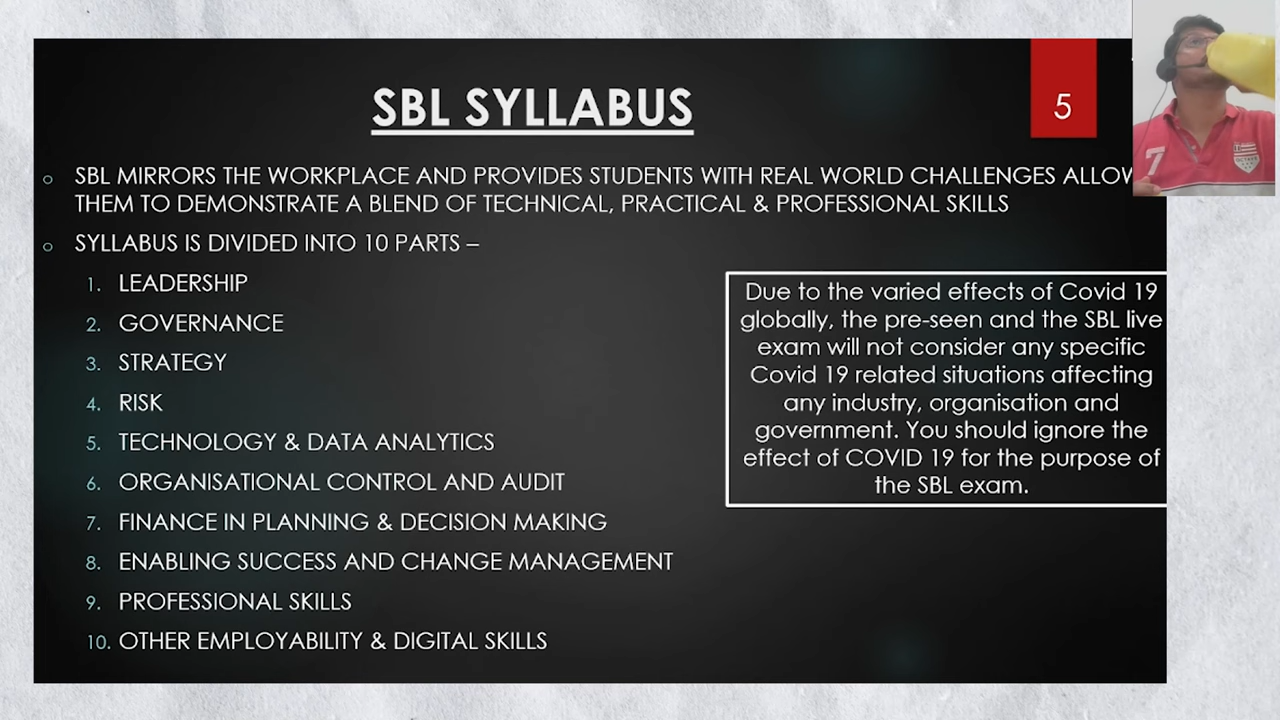 SBL SYLLABUS
5
SBL MIRRORS THE WORKPLACE AND PROVIDES STUDENTS WITH REAL WORLD CHALLENGES ALLOW
THEM TO DEMONSTRATE A BLEND OF TECHNICAL, PRACTICAL & PROFESSIONAL SKILLS
SYLLABUS IS DIVIDED INTO 10 PARTS –
1. LEADERSHIP
2. GOVERNANCE
3. STRATEGY
4. RISK
5. TECHNOLOGY & DATA ANALYTICS
6. ORGANISATIONAL CONTROL AND AUDIT
7. FINANCE IN PLANNING & DECISION MAKING
8. ENABLING SUCCESS AND CHANGE MANAGEMENT
9. PROFESSIONAL SKILLS
10. OTHER EMPLOYABILITY & DIGITAL SKILLS
Due to the varied effects of Covid 19
globally, the pre-seen and the SBL live
exam will not consider any specific
Covid 19 related situations affecting
any industry, organisation and
government. You should ignore the
effect of COVID 19 for the purpose of
the SBL exam.
7